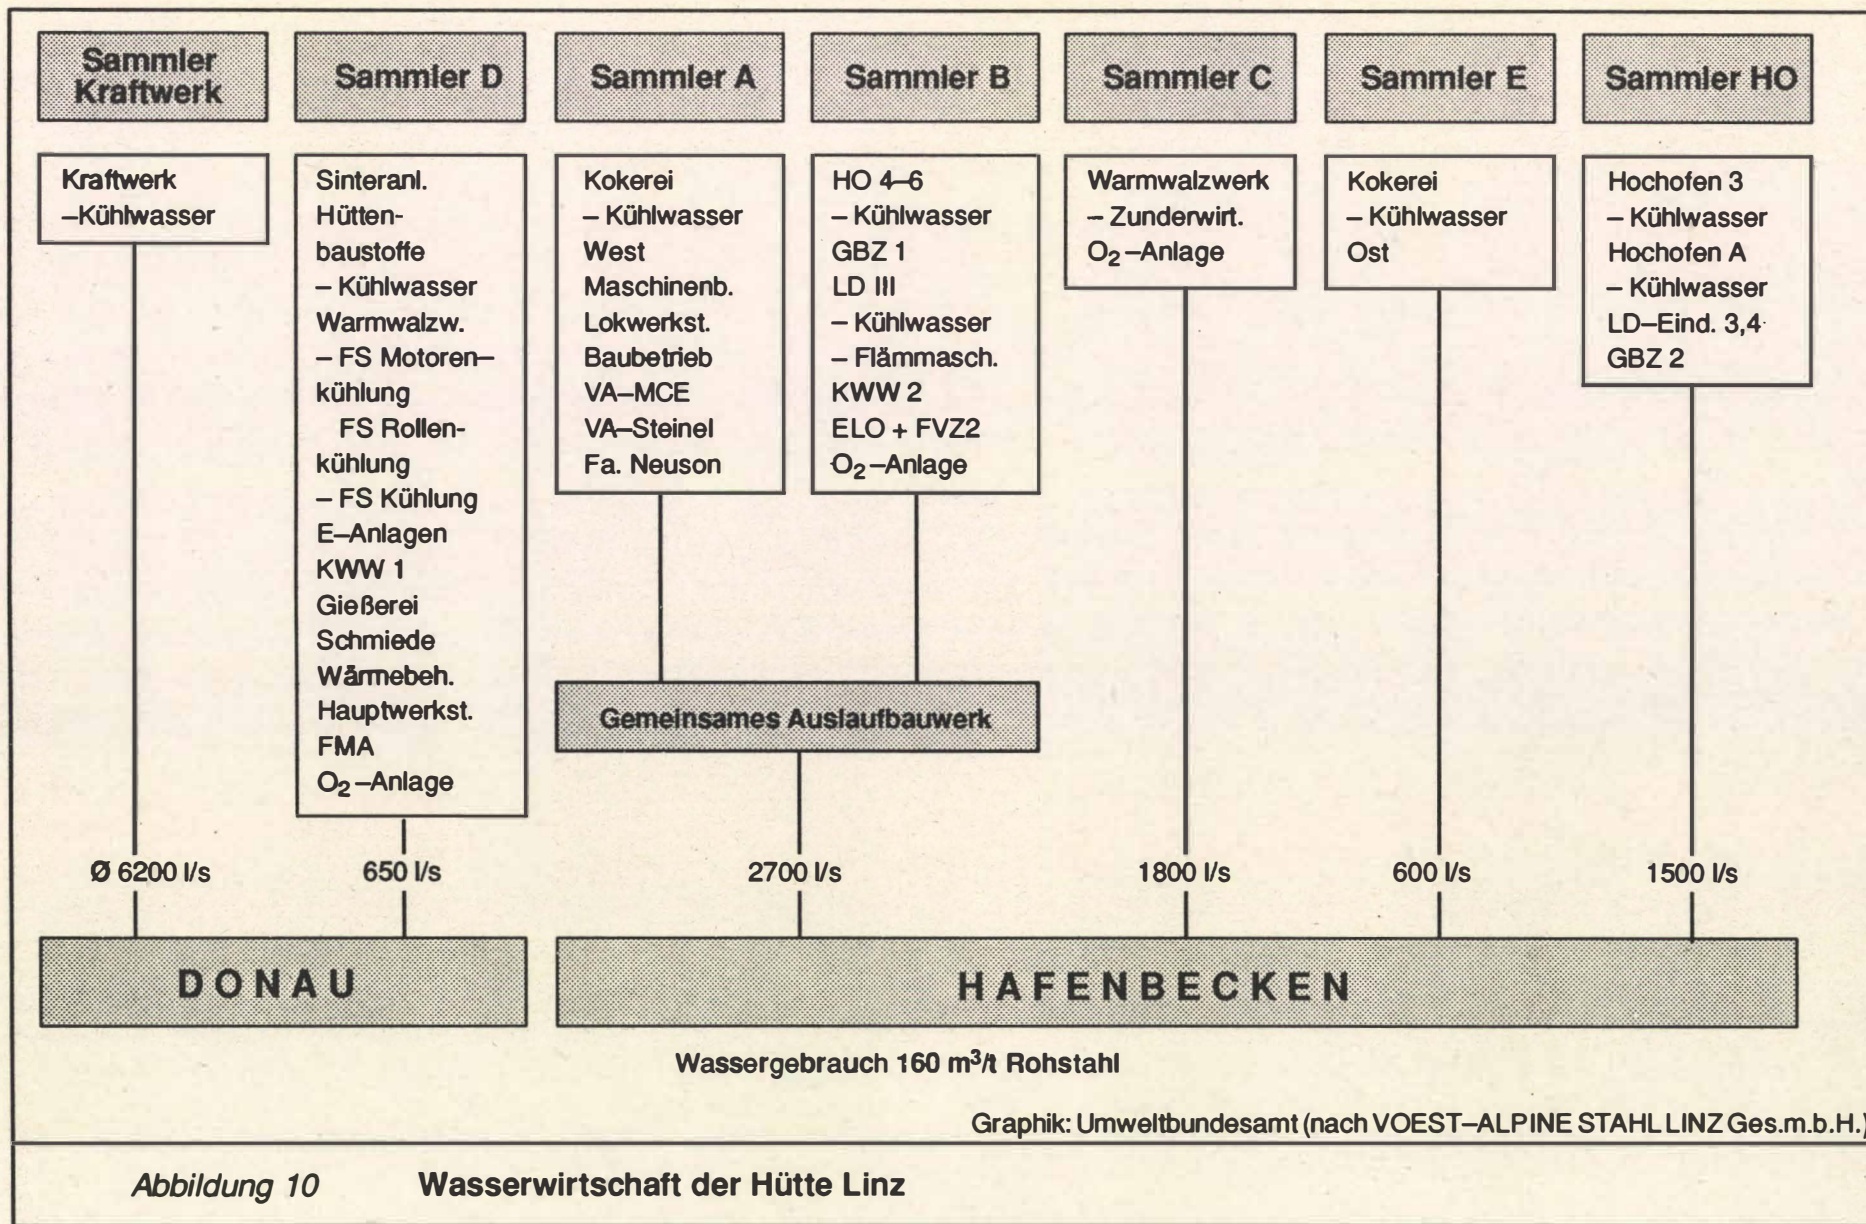 Sammler
Kraftwerk
Kraftwerk
–Kühlwasser
Ø 6200 l/s
Sammler D
Sinteranl.
Hütten-
baustoffe
– Kühlwasser
Warmwalzw.
– FS Motoren–
kühlung
FS Rollen-
kühlung
– FS Kühlung
E–Anlagen
KWW 1
Gießerei
Schmiede
Wärmebeh.
Hauptwerkst.
FMA
O₂–Anlage
650 l/s
DONAU
Sammler A
Kokerei
– Kühlwasser
West
Maschinenb.
Lokwerkst.
Baubetrieb
VA–MCE
VA–Steinel
Fa. Neuson
Sammler B
HO 4–6
– Kühlwasser
GBZ 1
LD III
– Kühlwasser
– Flämmasch.
KWW 2
ELO + FVZ2
O₂–Anlage
Gemeinsames Auslaufbauwerk
2700 l/s
Sammler C
Warmwalzwerk
– Zunderwirt.
O₂–Anlage
1800 l/s
Sammler E
Kokerei
– Kühlwasser
Ost
600 l/s
Sammler HO
Hochofen 3
– Kühlwasser
Hochofen A
– Kühlwasser
LD–Eind. 3,4
GBZ 2
1500 l/s
HAFENBECKEN
Wassergebrauch 160 m³/t Rohstahl
Graphik: Umweltbundesamt (nach VOEST–ALPINE STAHL LINZ Ges.m.b.H.)
Abbildung 10 Wasserwirtschaft der Hütte Linz